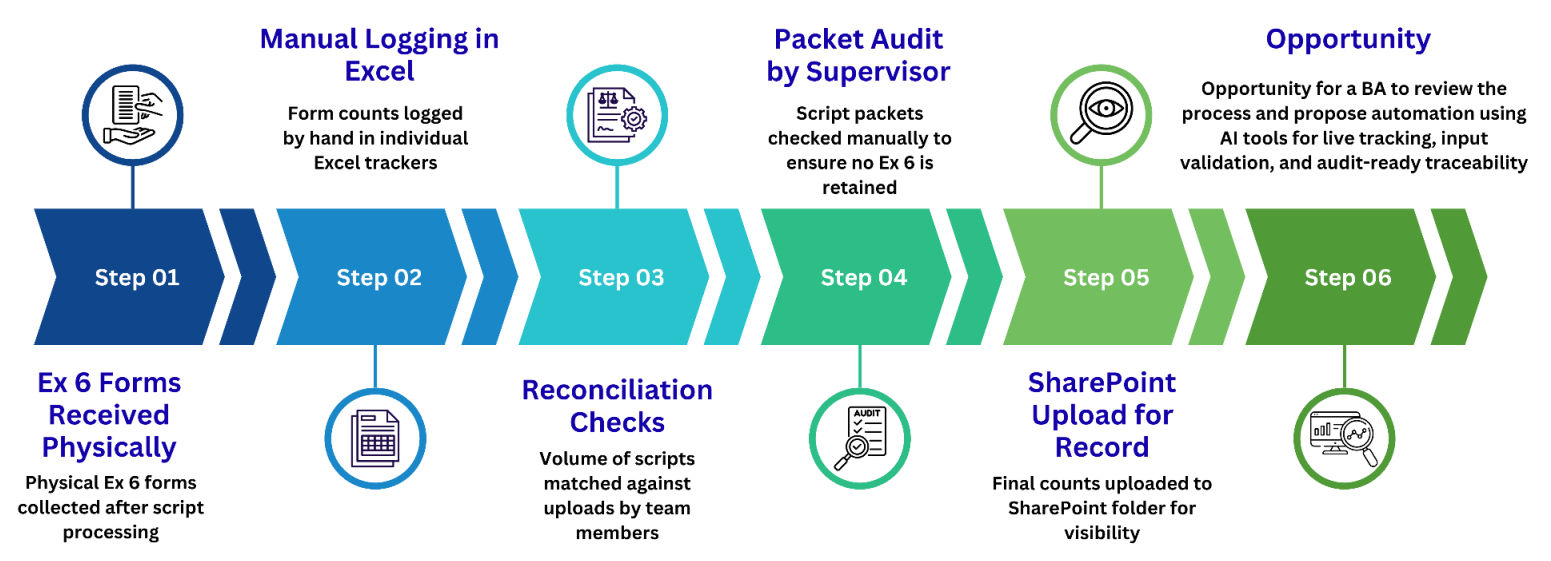 Step 01
Ex 6 Forms
Received
Physically
Physical Ex 6 forms
collected after script
processing
Manual Logging in
Excel
Form counts logged
by hand in individual
Excel trackers
Step 02
Step 03
Reconciliation
Checks
Volume of scripts
matched against
uploads by team
members
Packet Audit
by Supervisor
Script packets
checked manually to
ensure no Ex 6 is
retained
Step 04
AUDIT
Step 05
SharePoint
Upload for
Record
Final counts uploaded to
SharePoint folder for
visibility
Opportunity
Opportunity for a BA to review the
process and propose automation using
AI tools for live tracking, input
validation, and audit-ready traceability
Step 06